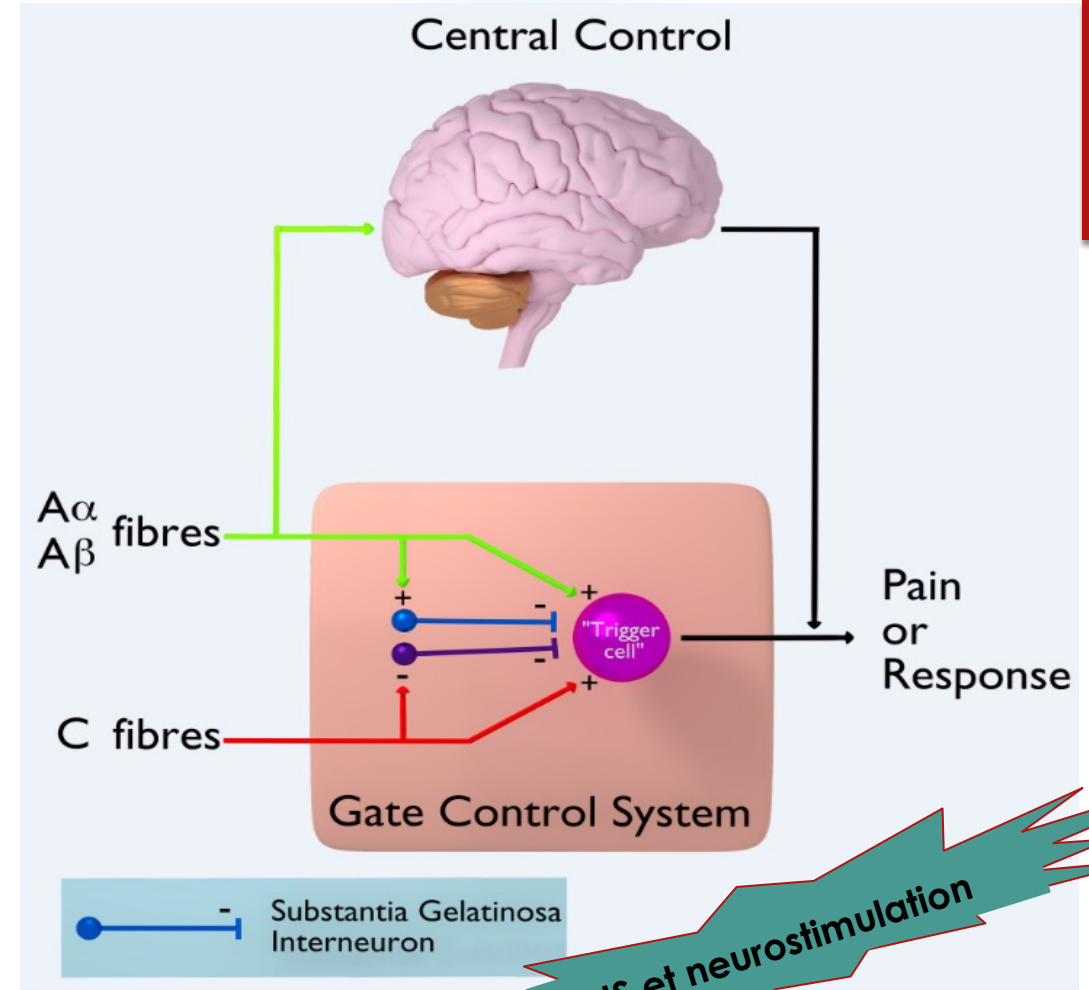 Central Control
Aα
Aβ
fibres
+
+
-
"Trigger
cell"
-
-
+
C fibres
Pain
or
Response
Gate Control System
-
Substantia Gelatinosa
Interneuron
et neurostimulation